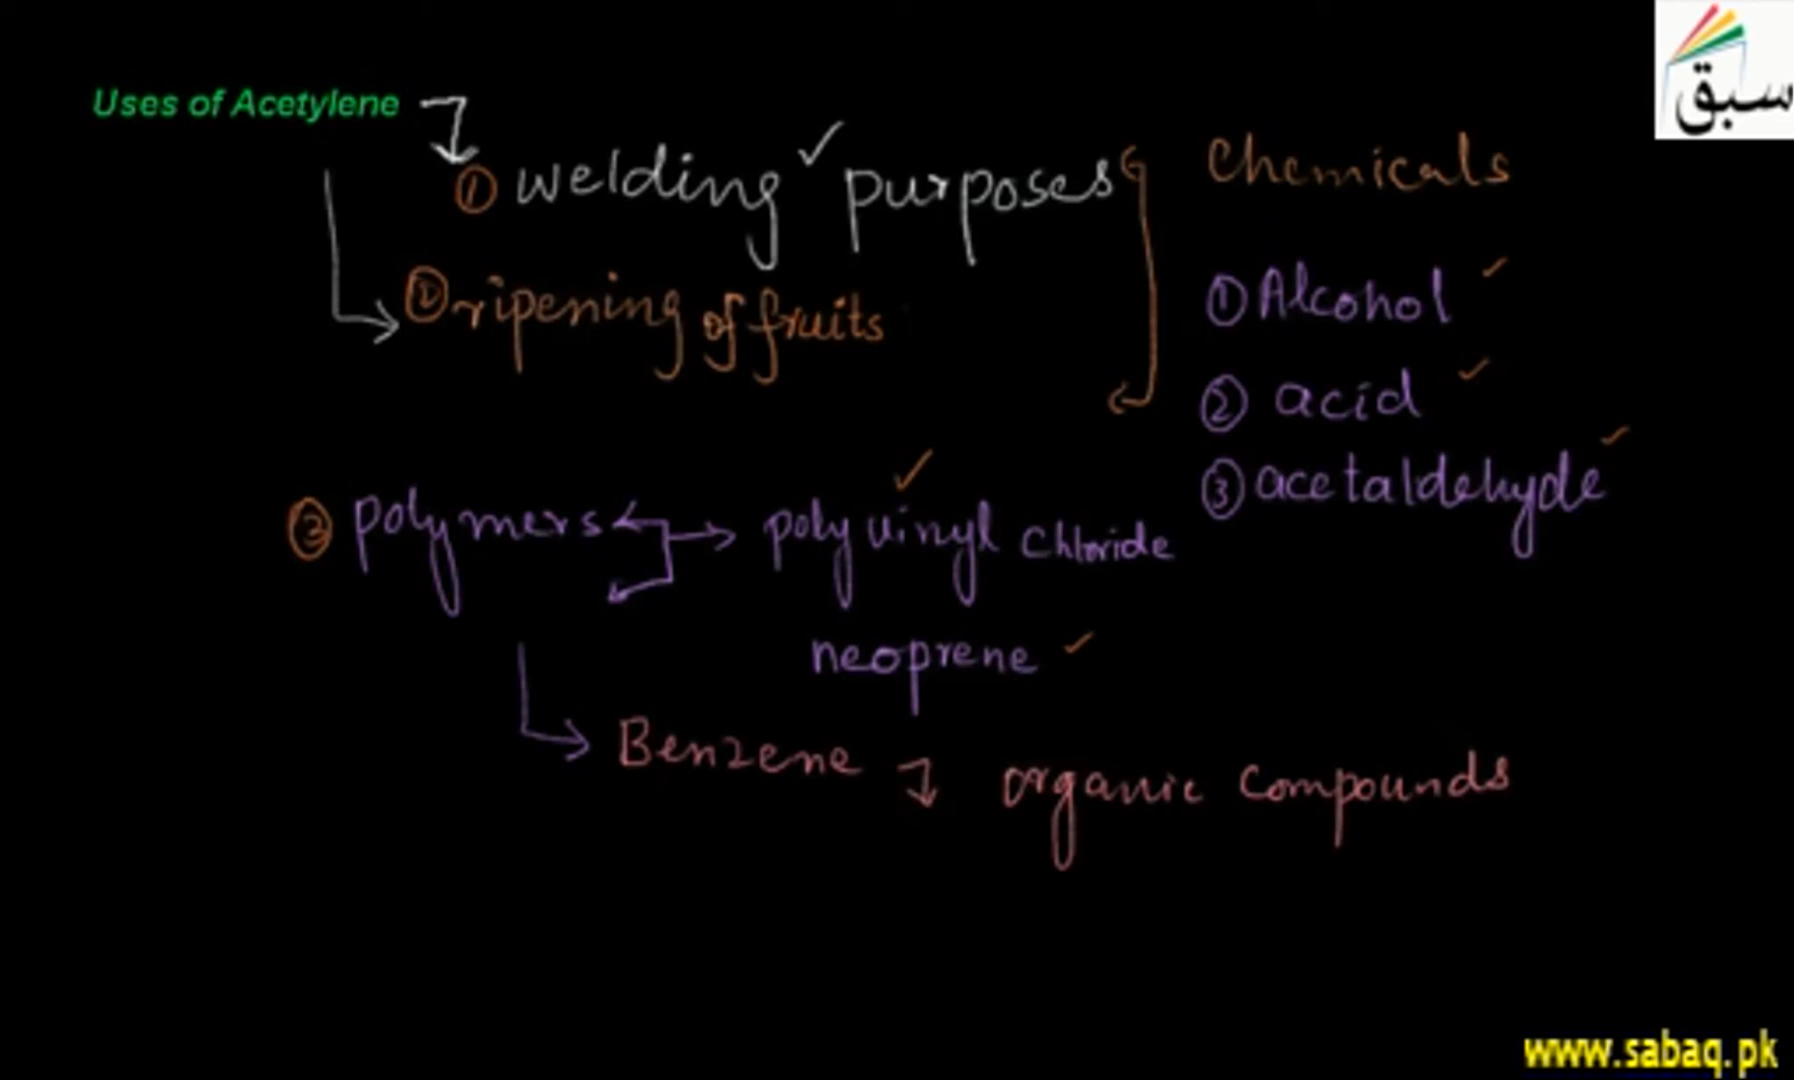 سبق
Uses of Acetylene
① welding purposes
Chemicals
② ripening of fruits
① Alcohol
② acid
③ acetaldehyde
③ polymers → polyvinyl chloride
neoprene
Benzene
organic compounds
www.sabaq.pk